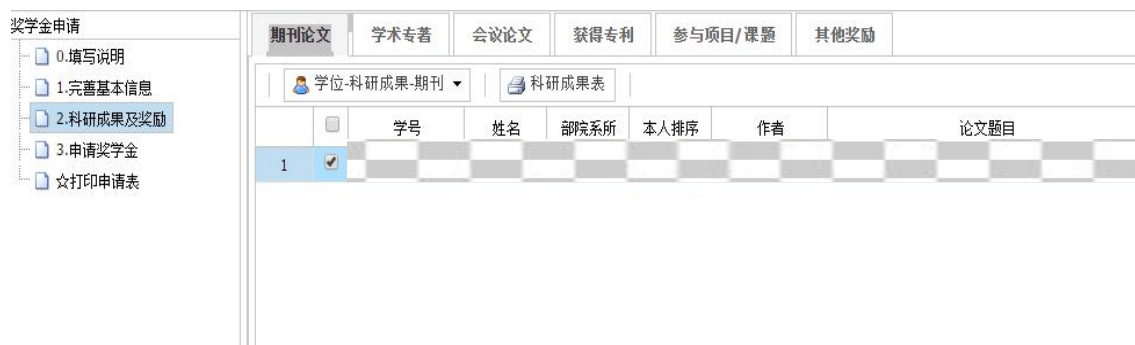 奖学金申请
0.填写说明
1.完善基本信息
2.科研成果及奖励
3.申请奖学金
☆打印申请表
期刊论文 学术专著 会议论文 获得专利 参与项目/课题 其他奖励
学位-科研成果-期刊 科研成果表
学号 姓名 部院系所 本人排序 作者 论文题目
1